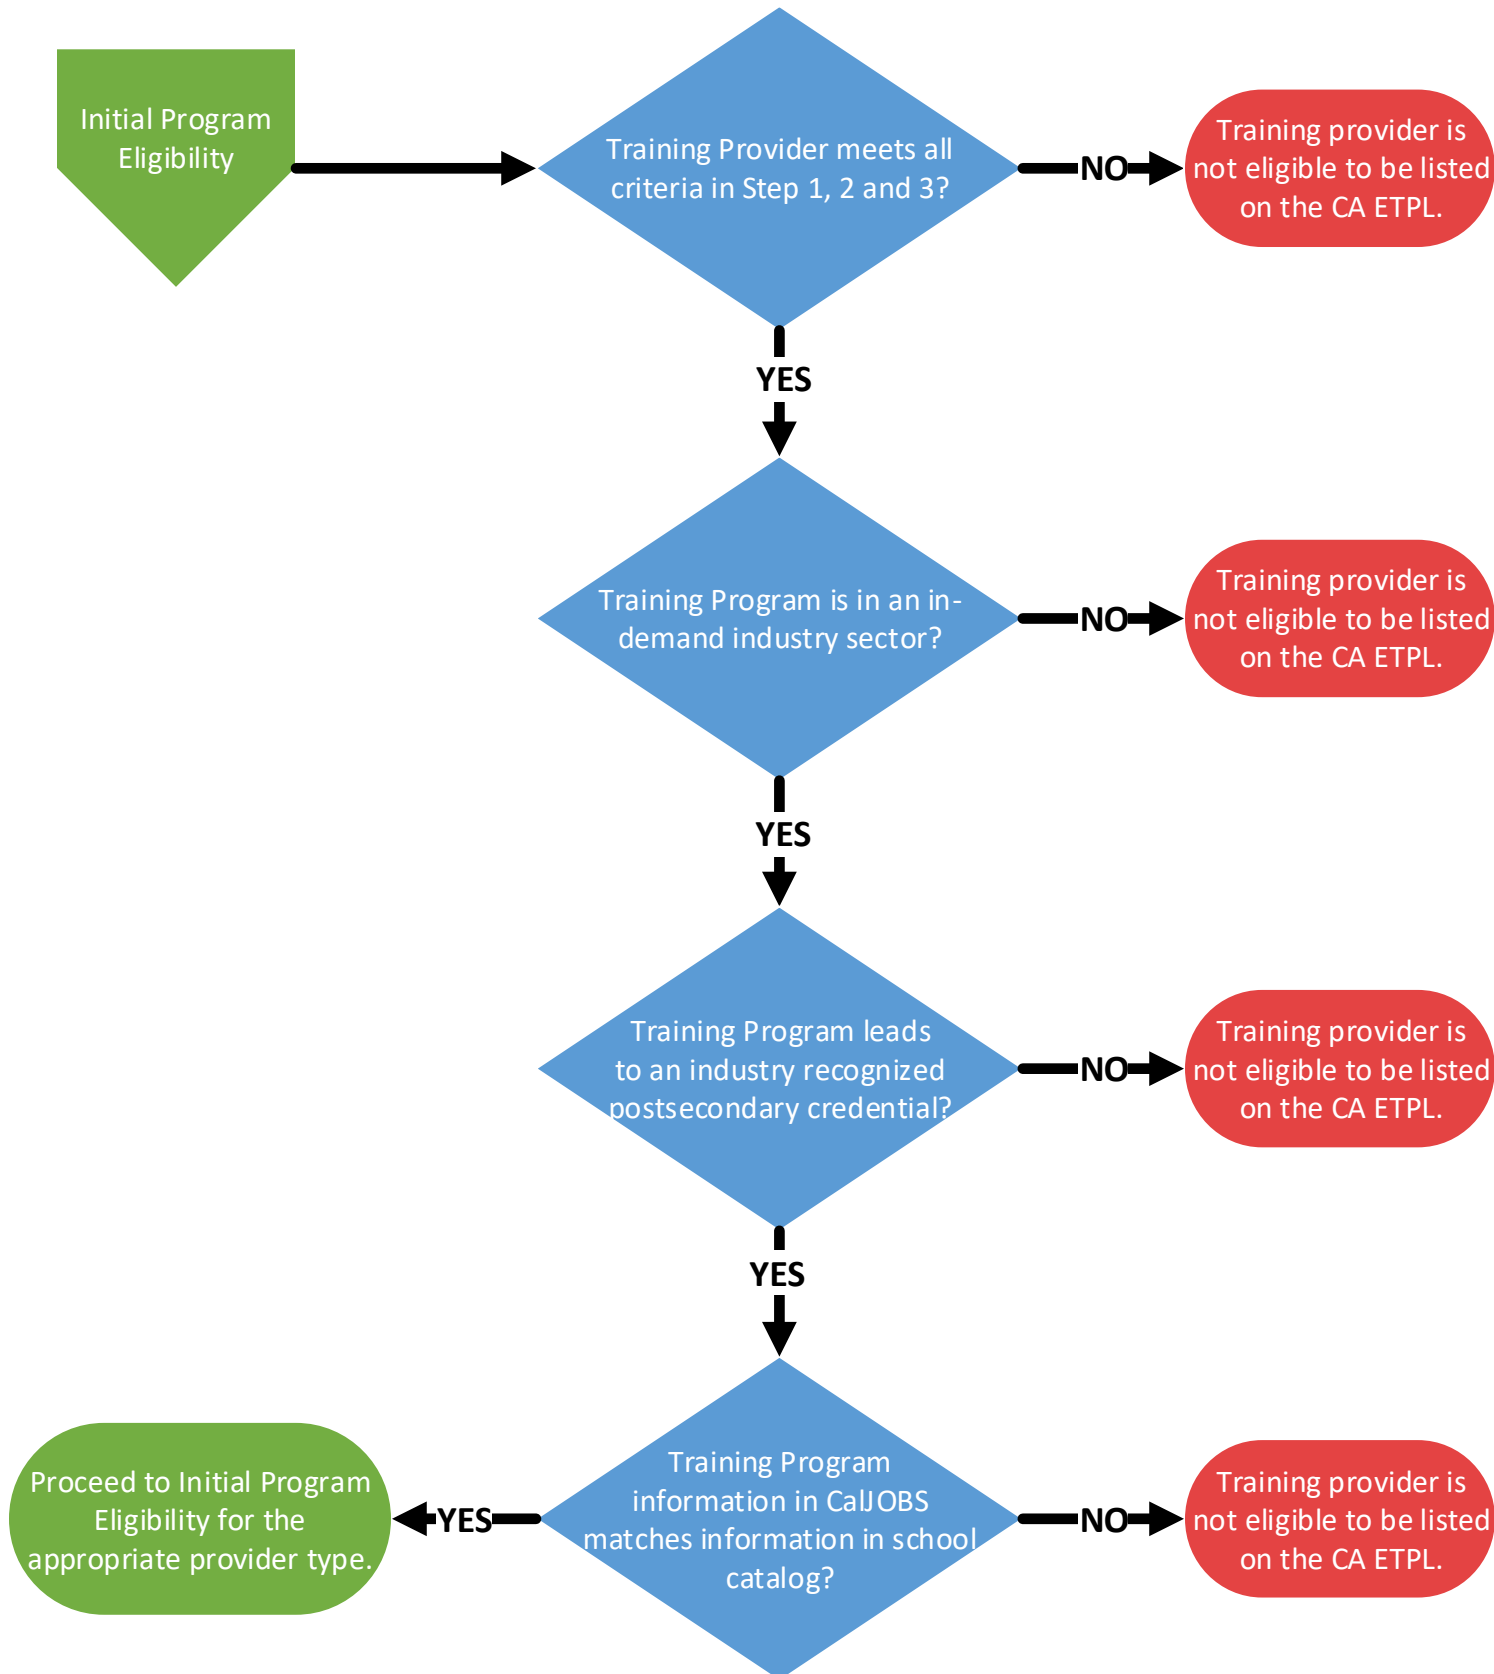 Initial Program
Eligibility
Training Provider meets all
criteria in Step 1, 2 and 3?
NO
Training provider is
not eligible to be listed
on the CA ETPL.
YES
Training Program is in an in-
demand industry sector?
NO
Training provider is
not eligible to be listed
on the CA ETPL.
YES
Training Program leads
to an industry recognized
postsecondary credential?
NO
Training provider is
not eligible to be listed
on the CA ETPL.
YES
Training Program
information in CalJOBS
matches information in school
catalog?
YES
Proceed to Initial Program
Eligibility for the
appropriate provider type.
NO
Training provider is
not eligible to be listed
on the CA ETPL.